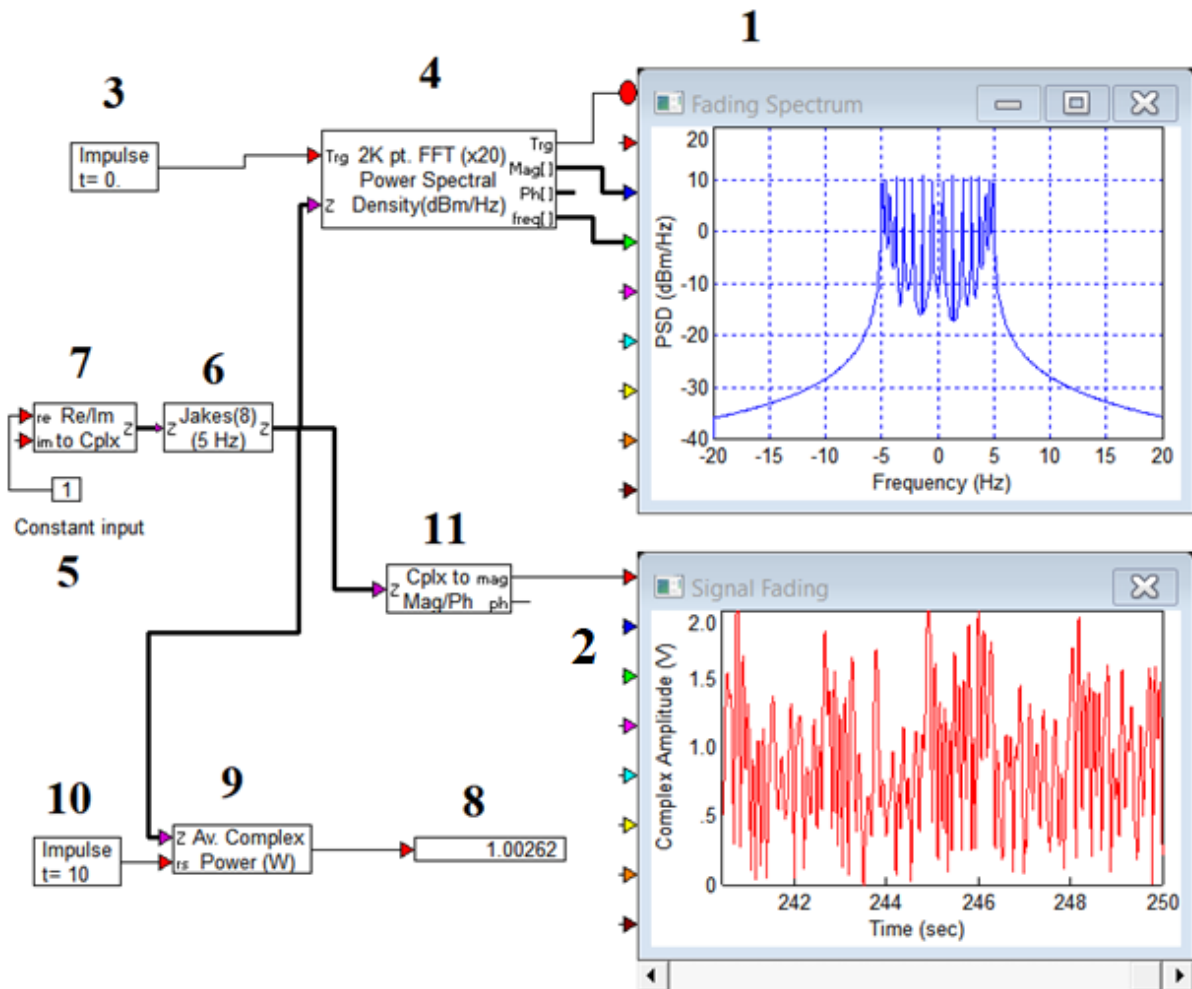 1
3
4
Impulse
t= 0.
Trg
Z
2K pt. FFT (x20)
Power Spectral
Density(dBm/Hz)
Trg
Mag[ ]
Ph[ ]
freq[ ]
Fading Spectrum
20
10
0
-10
-20
-30
-40
PSD (dBm/Hz)
-20 -15 -10 -5 0 5 10 15 20
Frequency (Hz)
7
6
re
im
Re/Im
to Cplx
Z
Z
Jakes(8)
(5 Hz)
Z
1
Constant input
5
11
Z
Cplx to
Mag/Ph
mag
ph
2
Signal Fading
2.0
1.5
1.0
.5
0
Complex Amplitude (V)
242 244 246 248 250
Time (sec)
10
9
8
Impulse
t= 10
Z
rs
Av. Complex
Power (W)
1.00262